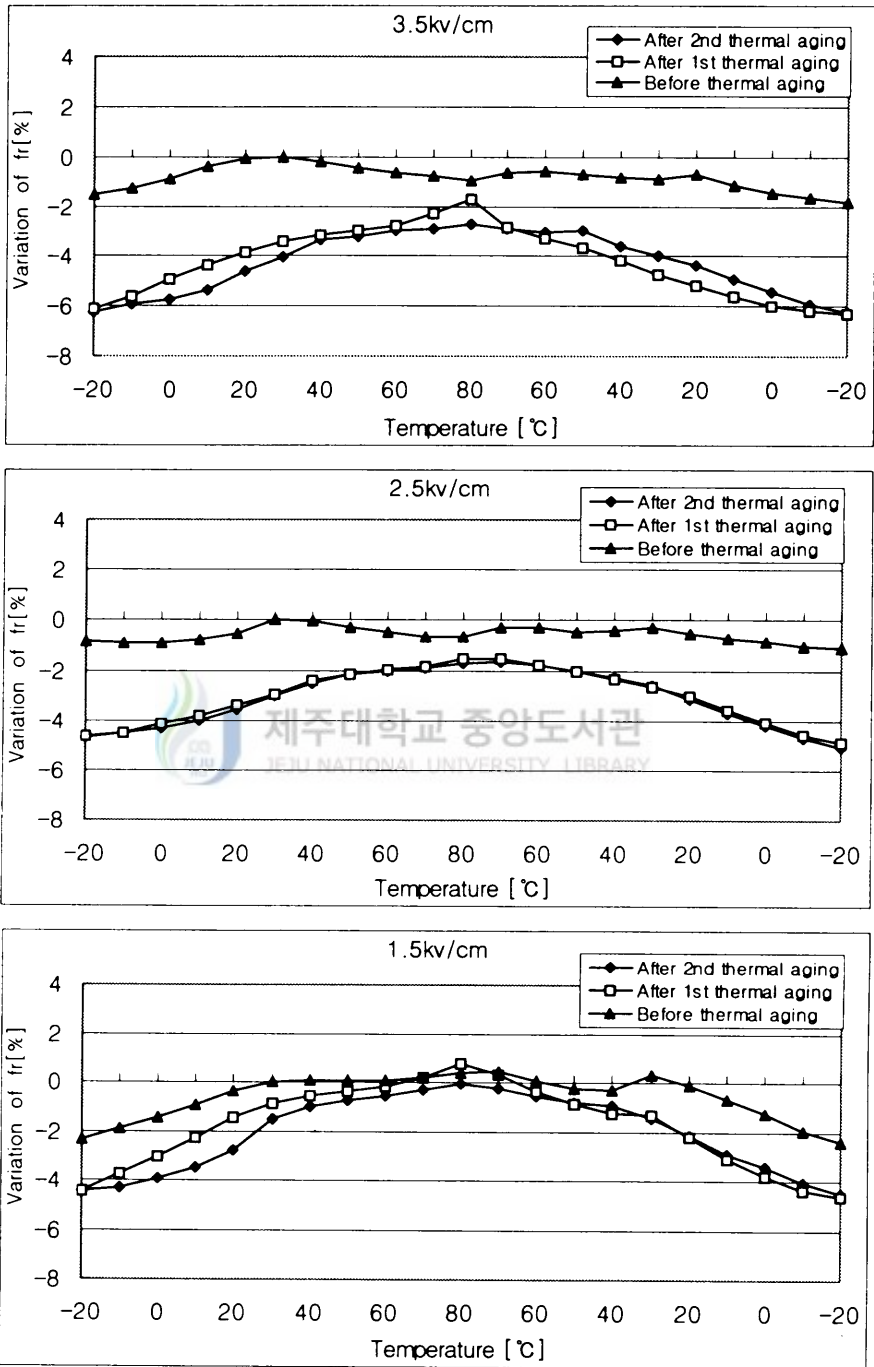 3.5kv/cm
After 2nd thermal aging
After 1st thermal aging
Before thermal aging
Variation of fr[%]
4
2
0
-2
-4
-6
-8
-20 0 20 40 60 80 60 40 20 0 -20
Temperature [℃]
2.5kv/cm
After 2nd thermal aging
After 1st thermal aging
Before thermal aging
Variation of fr[%]
4
2
0
-2
-4
-6
-8
제주대학교 중앙도서관
JEJU NATIONAL UNIVERSITY LIBRARY
JEJU
-20 0 20 40 60 80 60 40 20 0 -20
Temperature [℃]
1.5kv/cm
After 2nd thermal aging
After 1st thermal aging
Before thermal aging
Variation of fr[%]
4
2
0
-2
-4
-6
-8
-20 0 20 40 60 80 60 40 20 0 -20
Temperature [℃]